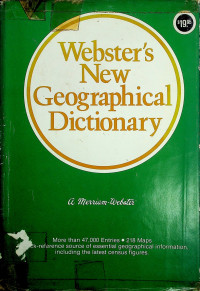 $19.95
Webster's
New
Geographical
Dictionary
a Merriam-Webster
More than 47,000 Entries • 218 Maps
-reference source of essential geographical information,
including the latest census figures.